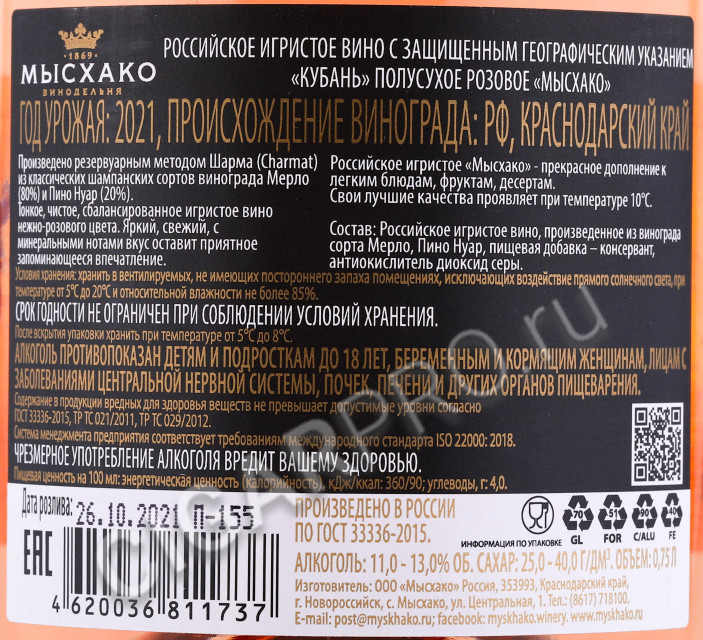 1869
МЫСХАКО
ВИНОДЕЛЬНЯ
РОССИЙСКОЕ ИГРИСТОЕ ВИНО С ЗАЩИЩЕННЫМ ГЕОГРАФИЧЕСКИМ УКАЗАНИЕМ
«КУБАНЬ» ПОЛУСУХОЕ РОЗОВОЕ «МЫСХАКО»
ГОД УРОЖАЯ: 2021, ПРОИСХОЖДЕНИЕ ВИНОГРАДА: РФ, КРАСНОДАРСКИЙ КРАЙ
Произведено резервуарным методом Шарма (Charmat)
из классических шампанских сортов винограда Мерло
(80%) и Пино Нуар (20%).
Тонкое, чистое, сбалансированное игристое вино
нежно-розового цвета. Яркий, свежий, с
минеральными нотами вкус оставит приятное
запоминающееся впечатление.
Российское игристое «Мысхако» - прекрасное дополнение к
легким блюдам, фруктам, десертам.
Свои лучшие качества проявляет при температуре 10°С.
Состав: Российское игристое вино, произведенное из винограда
сорта Мерло, Пино Нуар, пищевая добавка – консервант,
антиокислитель диоксид серы.
Условия хранения: хранить в вентилируемых, не имеющих постороннего запаха помещениях, исключающих воздействие прямого солнечного света, при
температуре от 5°С до 20°С и относительной влажности не более 85%.
СРОК ГОДНОСТИ НЕ ОГРАНИЧЕН ПРИ СОБЛЮДЕНИИ УСЛОВИЙ ХРАНЕНИЯ.
После вскрытия упаковки хранить при температуре от 5°С до 8°С.
АЛКОГОЛЬ ПРОТИВОПОКАЗАН ДЕТЯМ И ПОДРОСТКАМ ДО 18 ЛЕТ, БЕРЕМЕННЫМ И КОРМЯЩИМ ЖЕНЩИНАМ, ЛИЦАМ С
ЗАБОЛЕВАНИЯМИ ЦЕНТРАЛЬНОЙ НЕРВНОЙ СИСТЕМЫ, ПОЧЕК, ПЕЧЕНИ И ДРУГИХ ОРГАНОВ ПИЩЕВАРЕНИЯ.
Содержание в продукции вредных для здоровья веществ не превышает допустимые уровни согласно
ГОСТ 33336-2015, ТР ТС 021/2011, ТР ТС 029/2012.
Система менеджмента предприятия соответствует требованиям международного стандарта ISO 22000: 2018.
ЧРЕЗМЕРНОЕ УПОТРЕБЛЕНИЕ АЛКОГОЛЯ ВРЕДИТ ВАШЕМУ ЗДОРОВЬЮ.
Пищевая ценность на 100 мл: энергетическая ценность (калорийность), кДж/ккал: 360/90; углеводы, г: 4,0.
Дата розлива: 26.10.2021 П-155
EAC
4 620036 811737
ПРОИЗВЕДЕНО В РОССИИ
ПО ГОСТ 33336-2015.
ИНФОРМАЦИЯ ПО УПАКОВКЕ
70 51 90 40
GL FOR C/ALU FE
АЛКОГОЛЬ: 11,0 - 13,0% ОБ. САХАР: 25,0 - 40,0 Г/ДМ³. ОБЪЕМ: 0,75Л
Изготовитель: ООО «Мысхако» Россия, 353993, Краснодарский край,
г. Новороссийск, с. Мысхако, ул. Центральная, 1. Тел.: (8617) 718100.
E-mail: post@myskhako.ru; facebook: myskhako.winery. www.myskhako.ru
CIGARPRO.ru